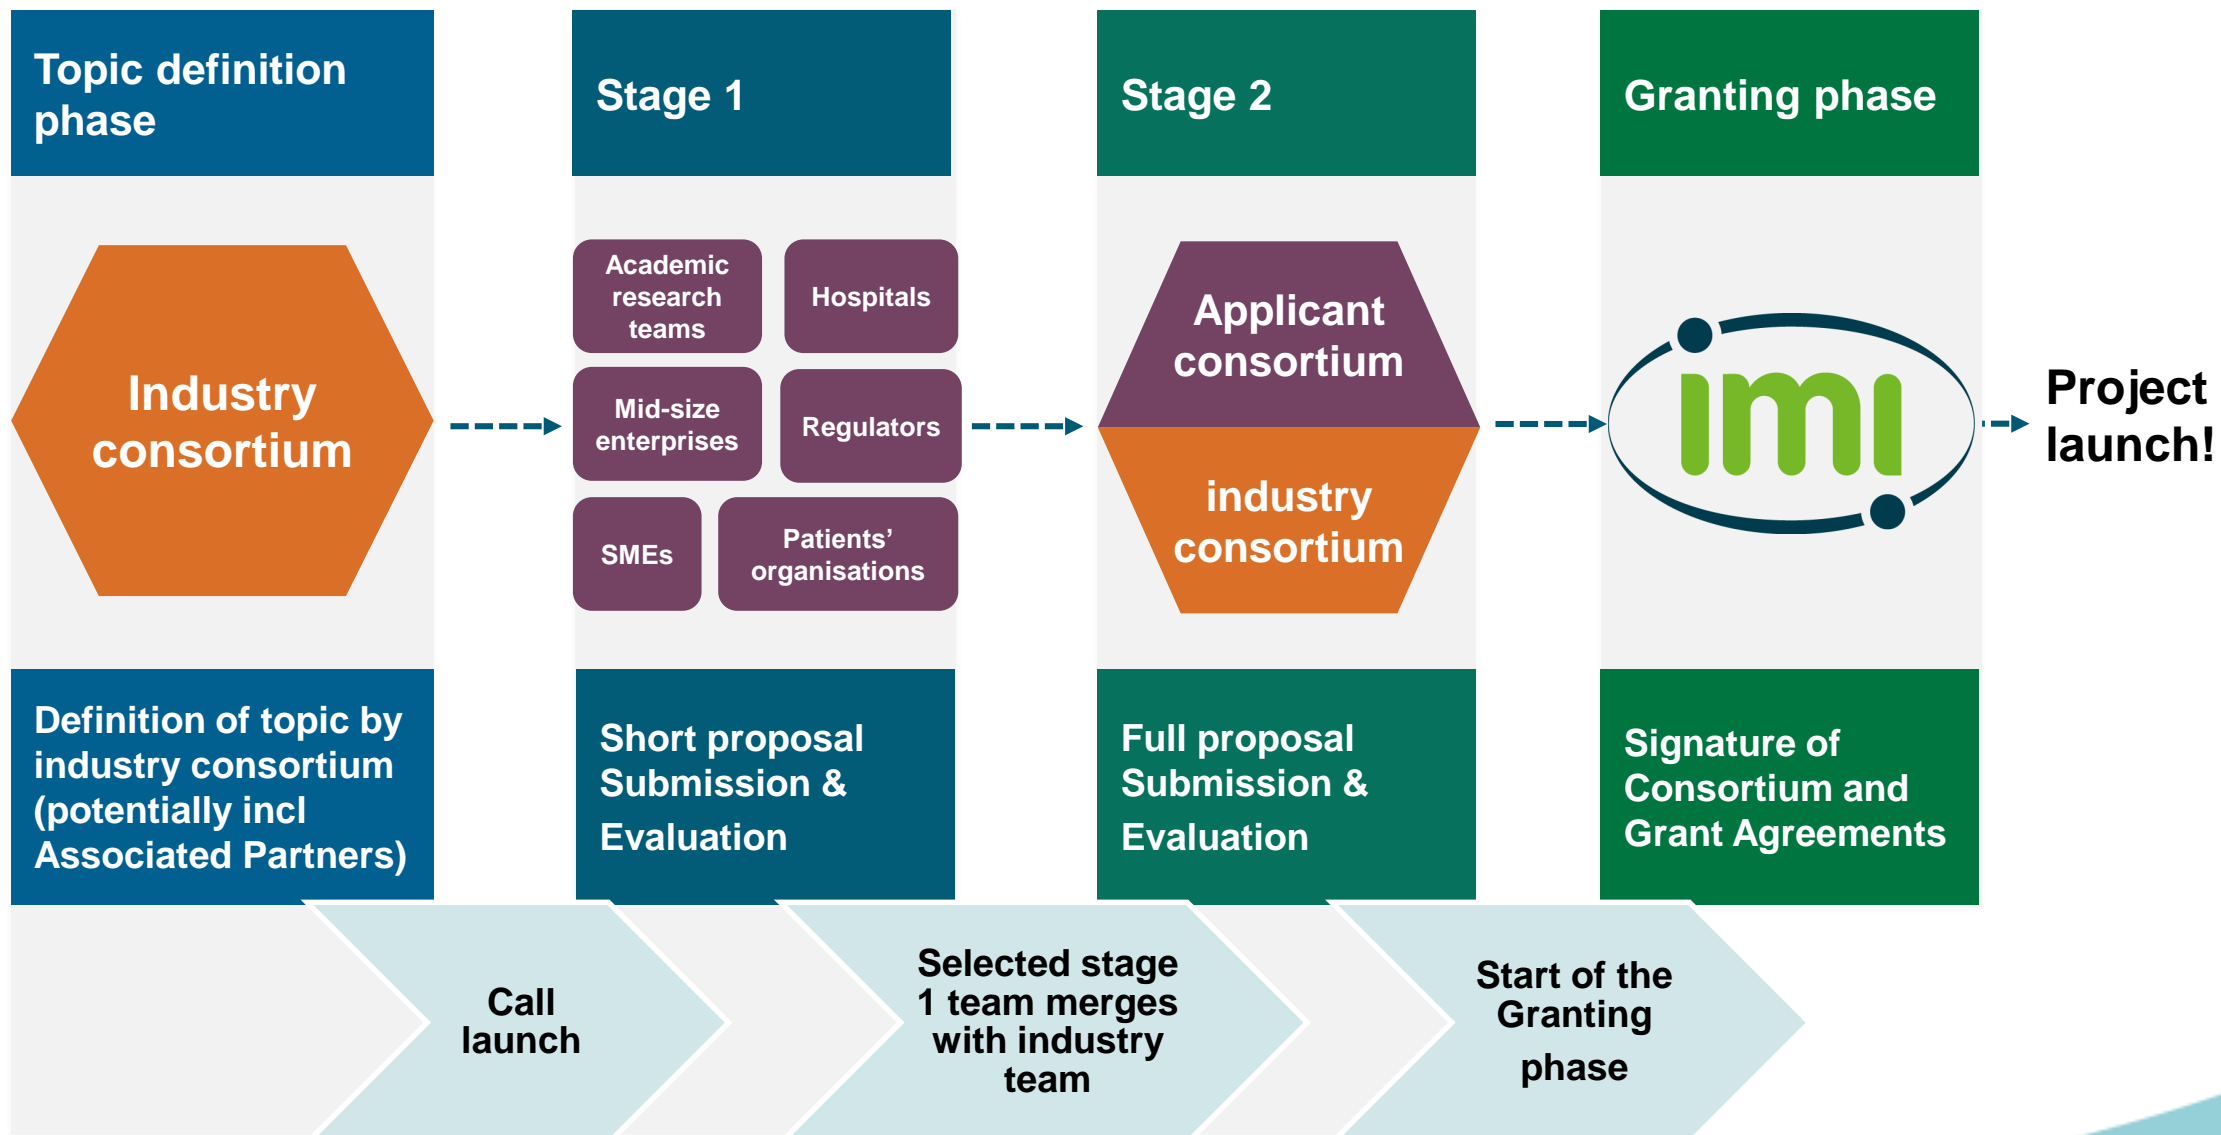 Topic definition
phase
Stage 1
Stage 2
Granting phase
Industry
consortium
Academic
research
teams
Hospitals
Mid-size
enterprises
Regulators
SMEs
Patients’
organisations
Applicant
consortium
industry
consortium
imi
Project
launch!
Definition of topic by
industry consortium
(potentially incl
Associated Partners)
Short proposal
Submission &
Evaluation
Full proposal
Submission &
Evaluation
Signature of
Consortium and
Grant Agreements
Call
launch
Selected stage
1 team merges
with industry
team
Start of the
Granting
phase